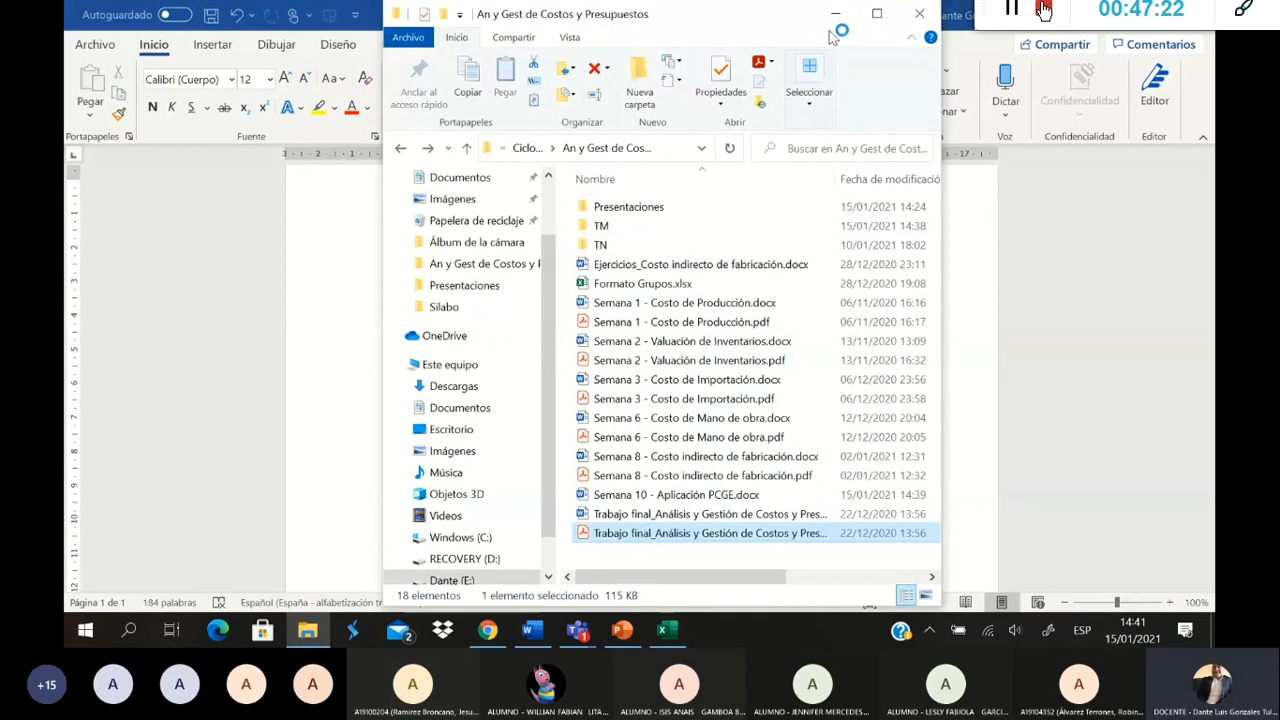 Autoguardado
An y Gest de Costos y Presupuestos
00:47:22
Archivo
Inicio
Insertar
Dibujar
Diseño
Archivo
Inicio
Compartir
Vista
Compartir
Comentarios
Calibri (Cuerpo)
12
Pegar
Portapapeles
Fuente
Anclar al acceso rápido
Copiar
Pegar
Nueva carpeta
Propiedades
Seleccionar
Portapapeles
Organizar
Nuevo
Abrir
Dictar
Confidencialidad
Editor
Voz
Confidencialidad
Editor
Ciclo...
An y Gest de Cos...
Buscar en An y Gest de Cost...
Nombre
Fecha de modificació
Documentos
Imágenes
Papelera de reciclaje
Álbum de la cámara
An y Gest de Costos y P
Presentaciones
Silabo
OneDrive
Este equipo
Descargas
Documentos
Escritorio
Imágenes
Música
Objetos 3D
Videos
Windows (C:)
RECOVERY (D:)
Dante (E:)
Presentaciones 15/01/2021 14:24
TM 15/01/2021 14:38
TN 10/01/2021 18:02
Ejercicios_Costo indirecto de fabricación.docx 28/12/2020 23:11
Formato Grupos.xlsx 28/12/2020 19:08
Semana 1 - Costo de Producción.docx 06/11/2020 16:16
Semana 1 - Costo de Producción.pdf 06/11/2020 16:17
Semana 2 - Valuación de Inventarios.docx 13/11/2020 13:09
Semana 2 - Valuación de Inventarios.pdf 13/11/2020 16:32
Semana 3 - Costo de Importación.docx 06/12/2020 23:56
Semana 3 - Costo de Importación.pdf 06/12/2020 23:58
Semana 6 - Costo de Mano de obra.docx 12/12/2020 20:04
Semana 6 - Costo de Mano de obra.pdf 12/12/2020 20:05
Semana 8 - Costo indirecto de fabricación.docx 02/01/2021 12:31
Semana 8 - Costo indirecto de fabricación.pdf 02/01/2021 12:32
Semana 10 - Aplicación PCGE.docx 15/01/2021 14:39
Trabajo final_Análisis y Gestión de Costos y Pres... 22/12/2020 13:56
Trabajo final_Análisis y Gestión de Costos y Pres... 22/12/2020 13:56
18 elementos
1 elemento seleccionado 115 KB
Página 1 de 1
184 palabras
Español (España - alfabetización tr
100%
ESP
14:41
15/01/2021
+15
A19100204 (Ramirez Broncano, Jesu...
ALUMNO - WILLIAN FABIAN LITA
ALUMNO - ISIS ANAIS GAMBOA B...
ALUMNO - JENNIFER MERCEDES...
ALUMNO - LESLY FABIOLA GARCI...
A19104352 (Álvarez Terrones, Robin...
DOCENTE - Dante Luis Gonzales Tul...